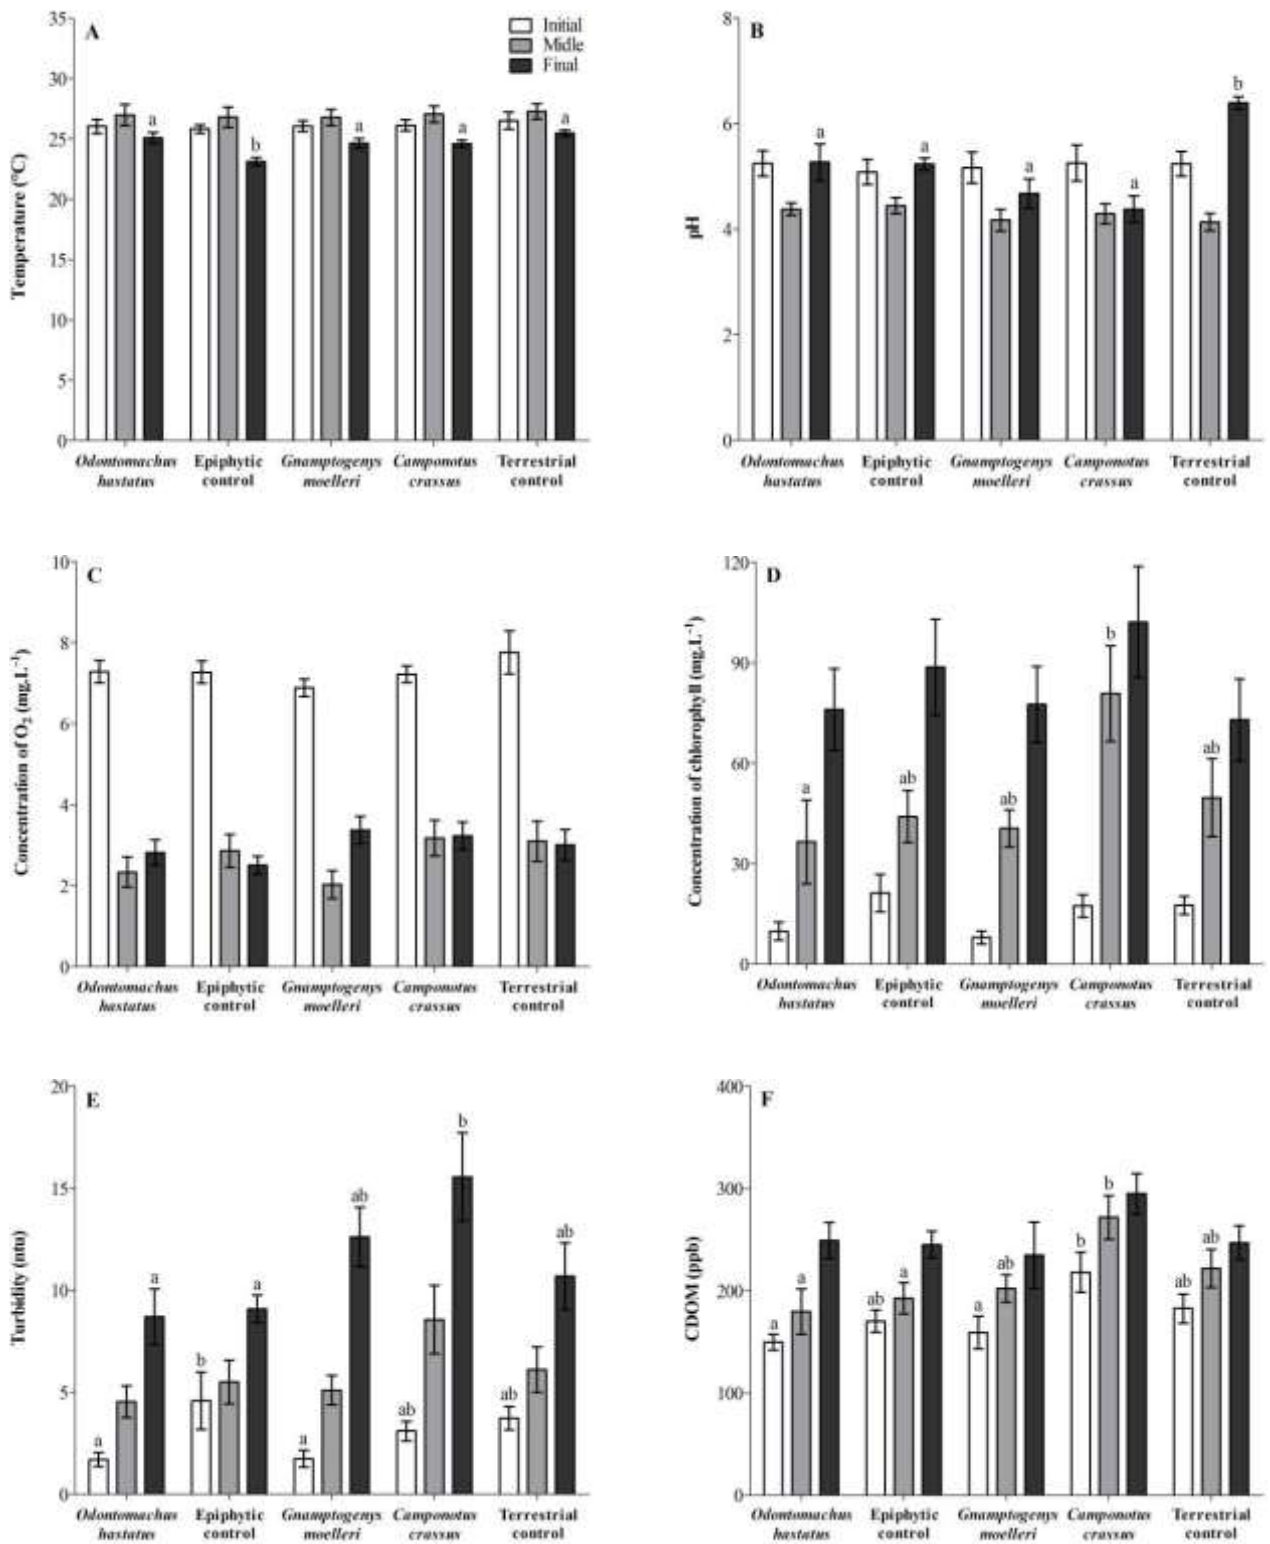 A
Initial
Midle
Final
Temperature (°C)
35
30
25
20
15
10
5
0
a
b
a
a
a
Odontomachus
hastatus
Epiphytic
control
Gnamptogenys
moelleri
Camponotus
crassus
Terrestrial
control
B
pH
8
6
4
2
0
a
a
a
a
b
Odontomachus
hastatus
Epiphytic
control
Gnamptogenys
moelleri
Camponotus
crassus
Terrestrial
control
C
Concentration of O₂ (mg.L⁻¹)
10
8
6
4
2
0
Odontomachus
hastatus
Epiphytic
control
Gnamptogenys
moelleri
Camponotus
crassus
Terrestrial
control
D
Concentration of chlorophyll (mg.L⁻¹)
120
90
60
30
0
a
ab
ab
b
ab
Odontomachus
hastatus
Epiphytic
control
Gnamptogenys
moelleri
Camponotus
crassus
Terrestrial
control
E
Turbidity (ntu)
20
15
10
5
0
a
a
b
a
a
ab
ab
b
ab
ab
Odontomachus
hastatus
Epiphytic
control
Gnamptogenys
moelleri
Camponotus
crassus
Terrestrial
control
F
CDOM (ppb)
400
300
200
100
0
a
a
ab
a
a
ab
b
b
ab
ab
Odontomachus
hastatus
Epiphytic
control
Gnamptogenys
moelleri
Camponotus
crassus
Terrestrial
control